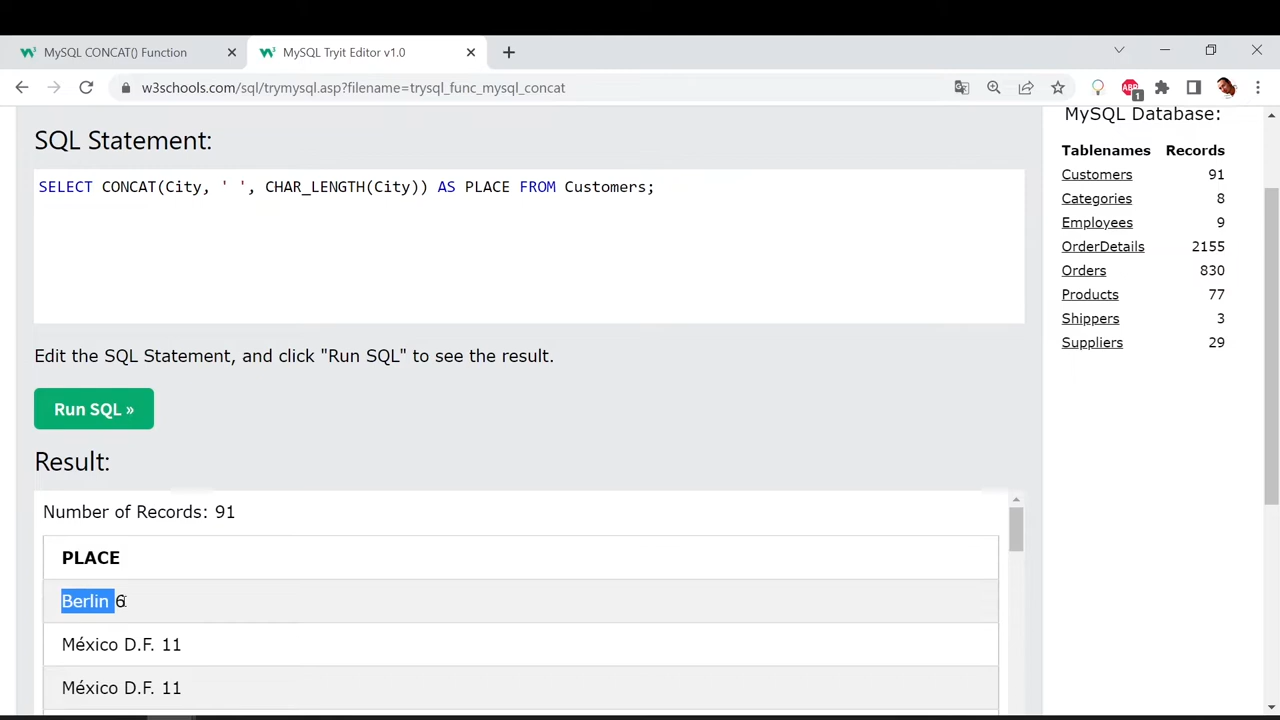 MySQL CONCAT() Function
MySQL Tryit Editor v1.0
w3schools.com/sql/trymysql.asp?filename=trysql_func_mysql_concat
ABP
1
SQL Statement:
SELECT CONCAT(City, ' ', CHAR_LENGTH(City)) AS PLACE FROM Customers;
Edit the SQL Statement, and click "Run SQL" to see the result.
Run SQL »
Result:
Number of Records: 91
PLACE
Berlin 6
México D.F. 11
México D.F. 11
MySQL Database:
Tablenames Records
Customers 91
Categories 8
Employees 9
OrderDetails 2155
Orders 830
Products 77
Shippers 3
Suppliers 29